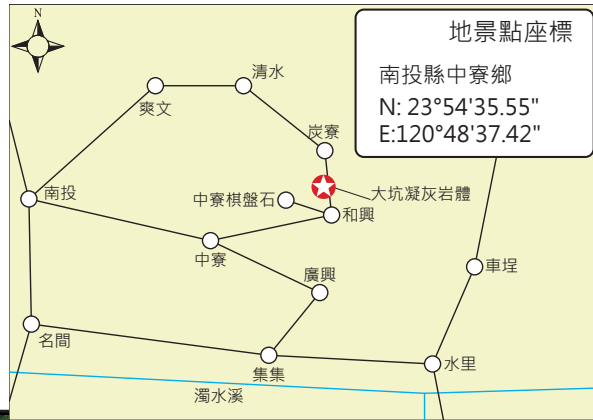 N
地景點座標
南投縣中寮鄉
N: 23°54'35.55"
E:120°48'37.42"
清水
爽文
炭寮
大坑凝灰岩體
中寮棋盤石
南投
和興
中寮
車埕
廣興
名間
集集
水里
濁水溪